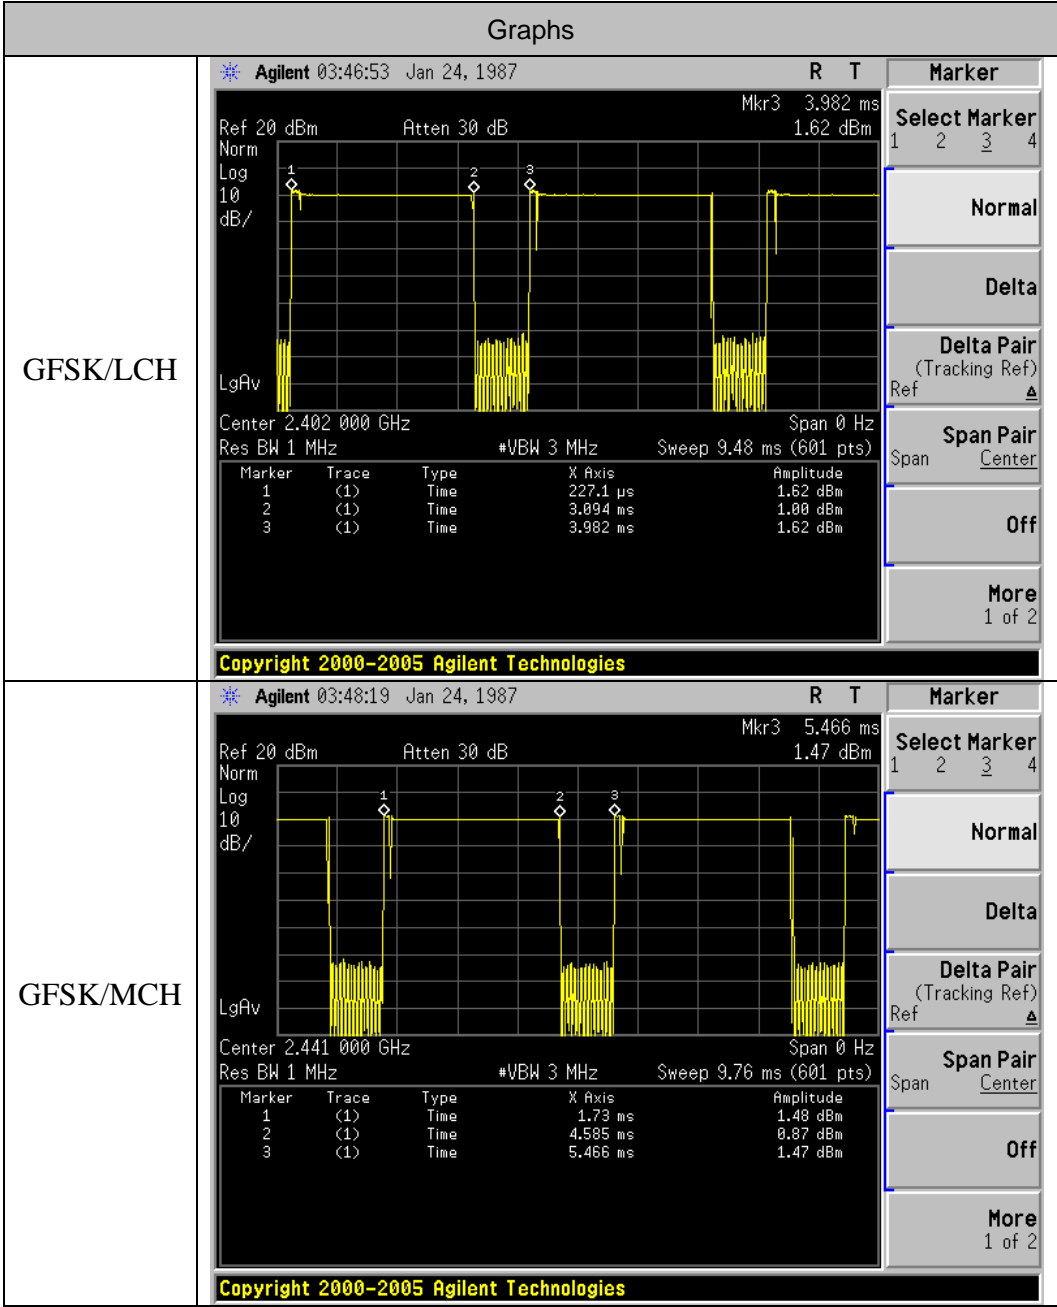 Graphs
GFSK/LCH
Agilent 03:46:53 Jan 24, 1987 R T
Mkr3 3.982 ms
Ref 20 dBm Atten 30 dB 1.62 dBm
Norm
Log
10
dB/
1 2 3
LgAv
Center 2.402 000 GHz Span 0 Hz
Res BW 1 MHz #VBW 3 MHz Sweep 9.48 ms (601 pts)
Marker Trace Type X Axis Amplitude
1 (1) Time 227.1 µs 1.62 dBm
2 (1) Time 3.094 ms 1.00 dBm
3 (1) Time 3.982 ms 1.62 dBm
Copyright 2000-2005 Agilent Technologies
Marker
Select Marker
1 2 3 4
Normal
Delta
Delta Pair
(Tracking Ref)
Ref Δ
Span Pair
Span Center
Off
More
1 of 2
GFSK/MCH
Agilent 03:48:19 Jan 24, 1987 R T
Mkr3 5.466 ms
Ref 20 dBm Atten 30 dB 1.47 dBm
Norm
Log
10
dB/
1 2 3
LgAv
Center 2.441 000 GHz Span 0 Hz
Res BW 1 MHz #VBW 3 MHz Sweep 9.76 ms (601 pts)
Marker Trace Type X Axis Amplitude
1 (1) Time 1.73 ms 1.48 dBm
2 (1) Time 4.585 ms 0.87 dBm
3 (1) Time 5.466 ms 1.47 dBm
Copyright 2000-2005 Agilent Technologies
Marker
Select Marker
1 2 3 4
Normal
Delta
Delta Pair
(Tracking Ref)
Ref Δ
Span Pair
Span Center
Off
More
1 of 2